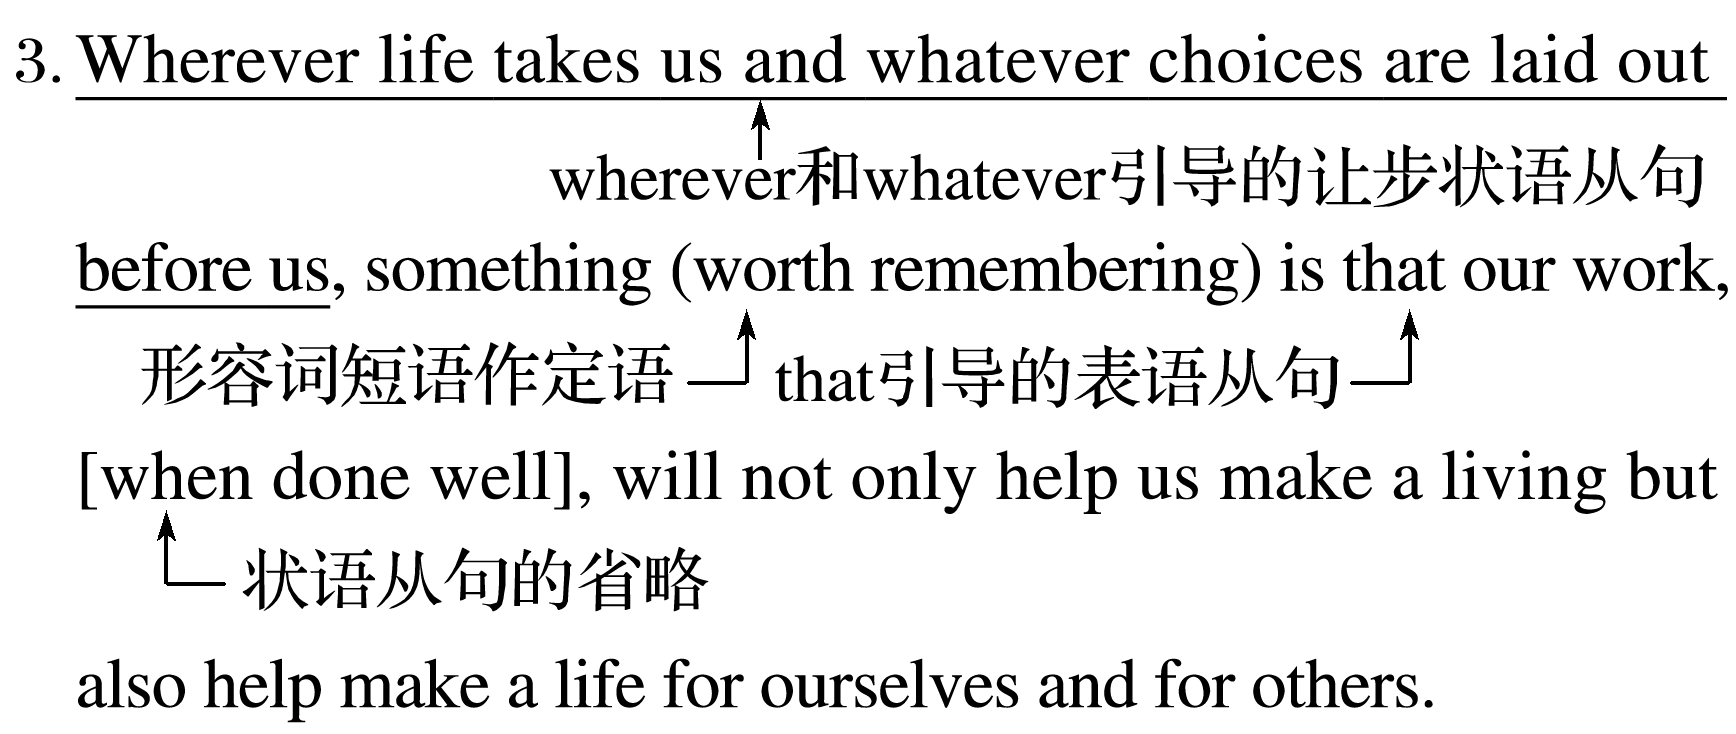 3. Wherever life takes us and whatever choices are laid out
wherever和whatever引导的让步状语从句
before us, something (worth remembering) is that our work,
形容词短语作定语 that引导的表语从句
[when done well], will not only help us make a living but
状语从句的省略
also help make a life for ourselves and for others.